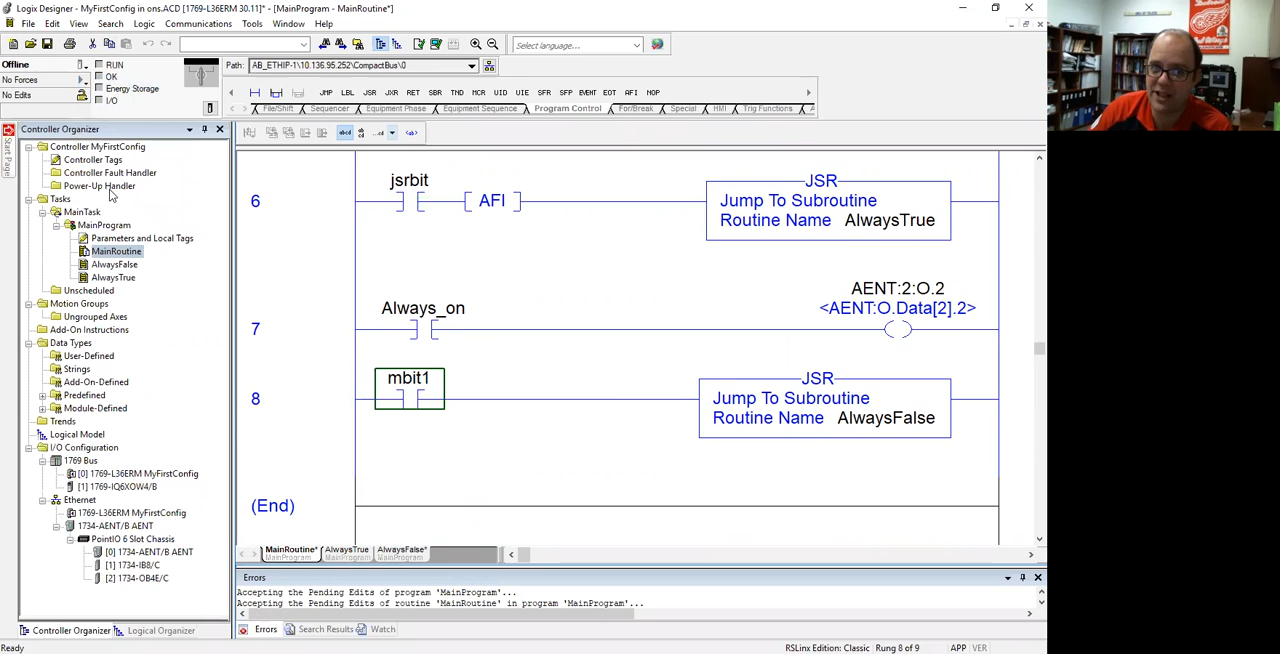 Logix Designer - MyFirstConfig in ons.ACD [1769-L36ERM 30.11]* - [MainProgram - MainRoutine*]
File Edit View Search Logic Communications Tools Window Help
Select language...
Offline
No Forces
No Edits
RUN
OK
Energy Storage
I/O
Path: AB_ETHIP-1\10.136.95.252\CompactBus\0
JMP LBL JSR JXR RET SBR TND MCR UID UIE SFR SFP EVENT EOT AFI NOP
File/Shift Sequencer Equipment Phase Equipment Sequence Program Control For/Break Special HMI Trig Functions
Start Page
Controller Organizer
Controller MyFirstConfig
Controller Tags
Controller Fault Handler
Power-Up Handler
Tasks
MainTask
MainProgram
Parameters and Local Tags
MainRoutine
AlwaysFalse
AlwaysTrue
Unscheduled
Motion Groups
Ungrouped Axes
Add-On Instructions
Data Types
User-Defined
Strings
Add-On-Defined
Predefined
Module-Defined
Trends
Logical Model
I/O Configuration
1769 Bus
[0] 1769-L36ERM MyFirstConfig
[1] 1769-IQ6XOW4/B
Ethernet
1769-L36ERM MyFirstConfig
1734-AENT/B AENT
PointIO 6 Slot Chassis
[0] 1734-AENT/B AENT
[1] 1734-IB8/C
[2] 1734-OB4E/C
Controller Organizer Logical Organizer
6
jsrbit
AFI
JSR
Jump To Subroutine
Routine Name AlwaysTrue
7
Always_on
AENT:2:O.2
<AENT:O.Data[2].2>
8
mbit1
JSR
Jump To Subroutine
Routine Name AlwaysFalse
(End)
MainRoutine* AlwaysTrue AlwaysFalse*
MainProgram MainProgram MainProgram
Errors
Accepting the Pending Edits of program 'MainProgram'...
Accepting the Pending Edits of routine 'MainRoutine' in program 'MainProgram'...
Errors Search Results Watch
Ready
RSLinx Edition: Classic Rung 8 of 9 APP VER